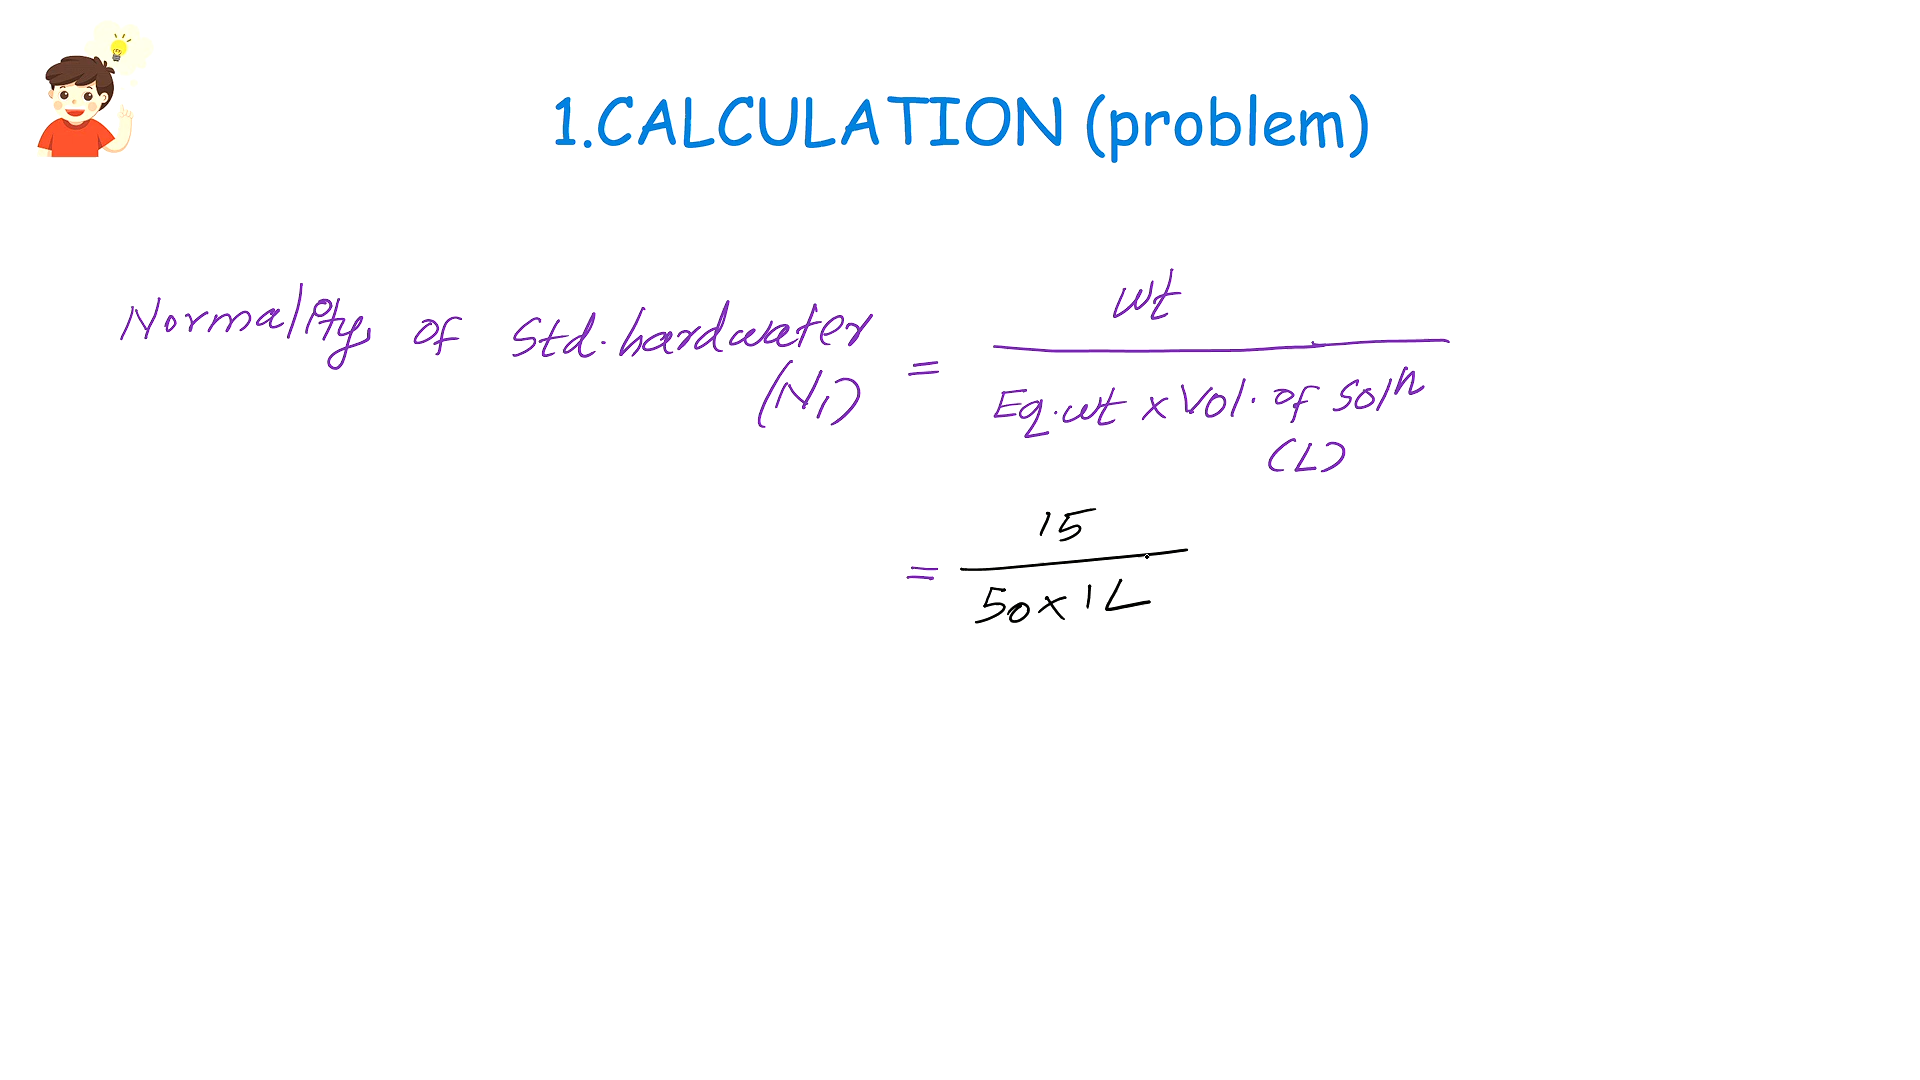 1.CALCULATION (problem)
Normality of Std. hardwater (N1) = wt / Eq.wt x Vol. of Soln (L)
= 15 / 50 x 1L